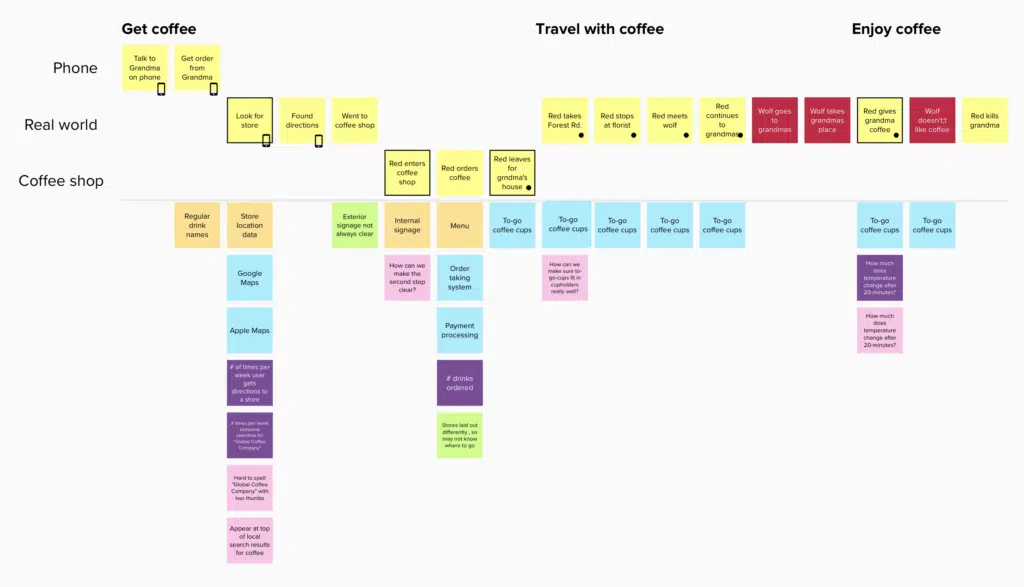 Get coffee
Travel with coffee
Enjoy coffee
Phone
Talk to
Grandma
on phone
Get order
from
Grandma
Real world
Look for
store
Found
directions
Went to
coffee shop
Red takes
Forest Rd.
Red stops
at florist
Red meets
wolf
Red
continues
to
grandmas
Wolf goes
to
grandmas
Wolf takes
grandmas
place
Red gives
grandma
coffee
Wolf
doesn't:t
like coffee
Red kills
grandma
Coffee shop
Red enters
coffee
shop
Red orders
coffee
Red leaves
for
grndma's
house
Regular
drink
names
Store
location
data
Exterior
signage not
always clear
Internal
signage
Menu
To-go
coffee cups
To-go
coffee cups
To-go
coffee cups
To-go
coffee cups
To-go
coffee cups
To-go
coffee cups
To-go
coffee cups
Google
Maps
How can we
make the
second step
clear?
Order
taking
system
How can we
make sure to-
go-cups fit in
cupholders
really well?
How much
does
temperature
change after
20-minutes?
Apple Maps
Payment
processing
How much
does
temperature
change after
20-minutes?
# of times per
week user
gets
directions to
a store
# drinks
ordered
# times per week
someone
searches for
"Global Coffee
Company"
Stores laid out
differently , so
may not know
where to go
Hard to spell
"Global Coffee
Company" with
two thumbs
Appear at top
of local
search results
for coffee